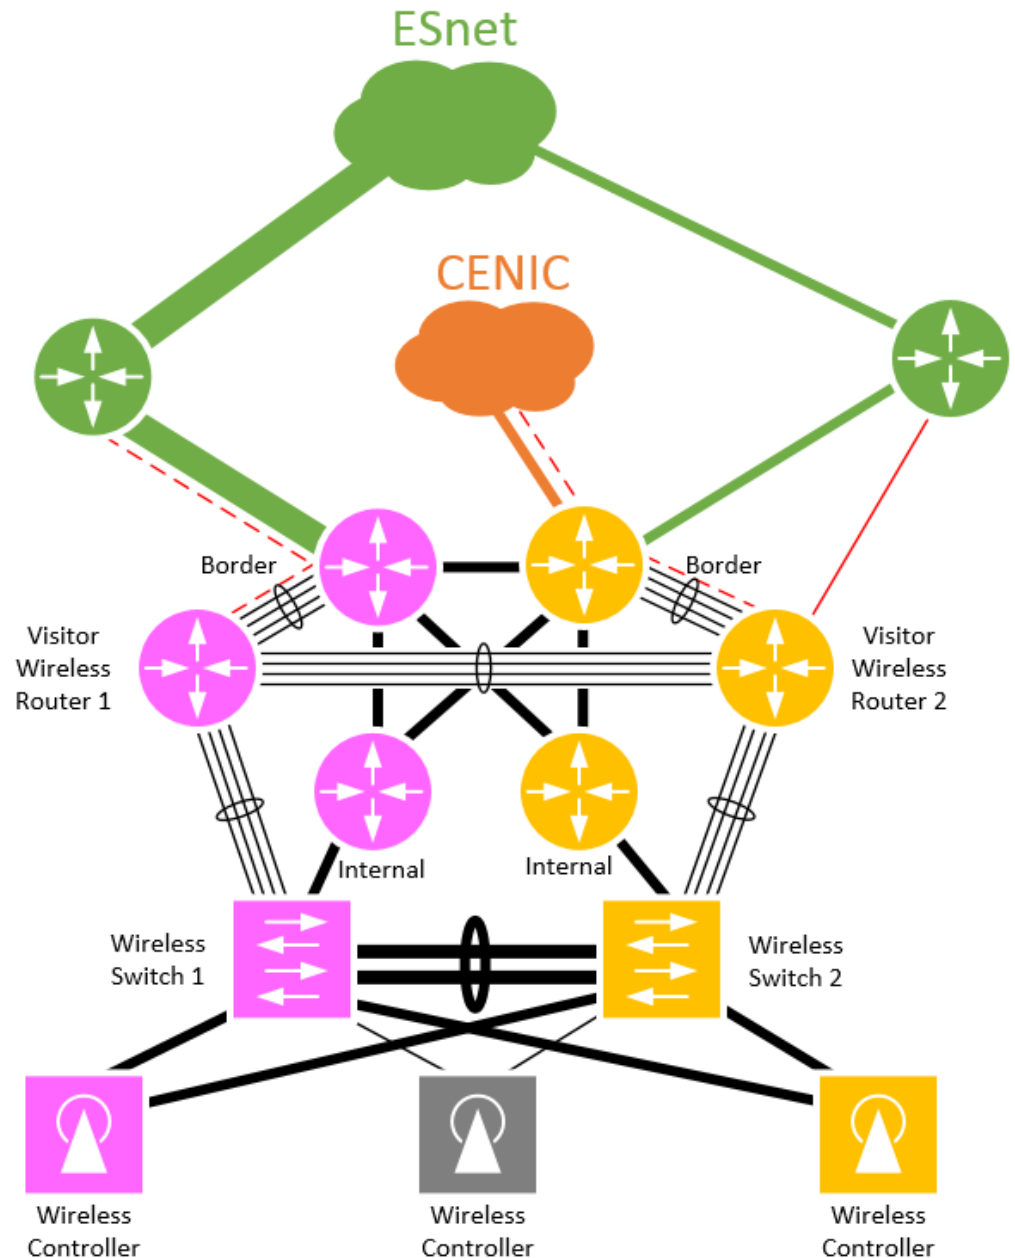 ESnet
CENIC
Border
Border
Visitor
Wireless
Router 1
Visitor
Wireless
Router 2
Internal
Internal
Wireless
Switch 1
Wireless
Switch 2
Wireless
Controller
Wireless
Controller
Wireless
Controller